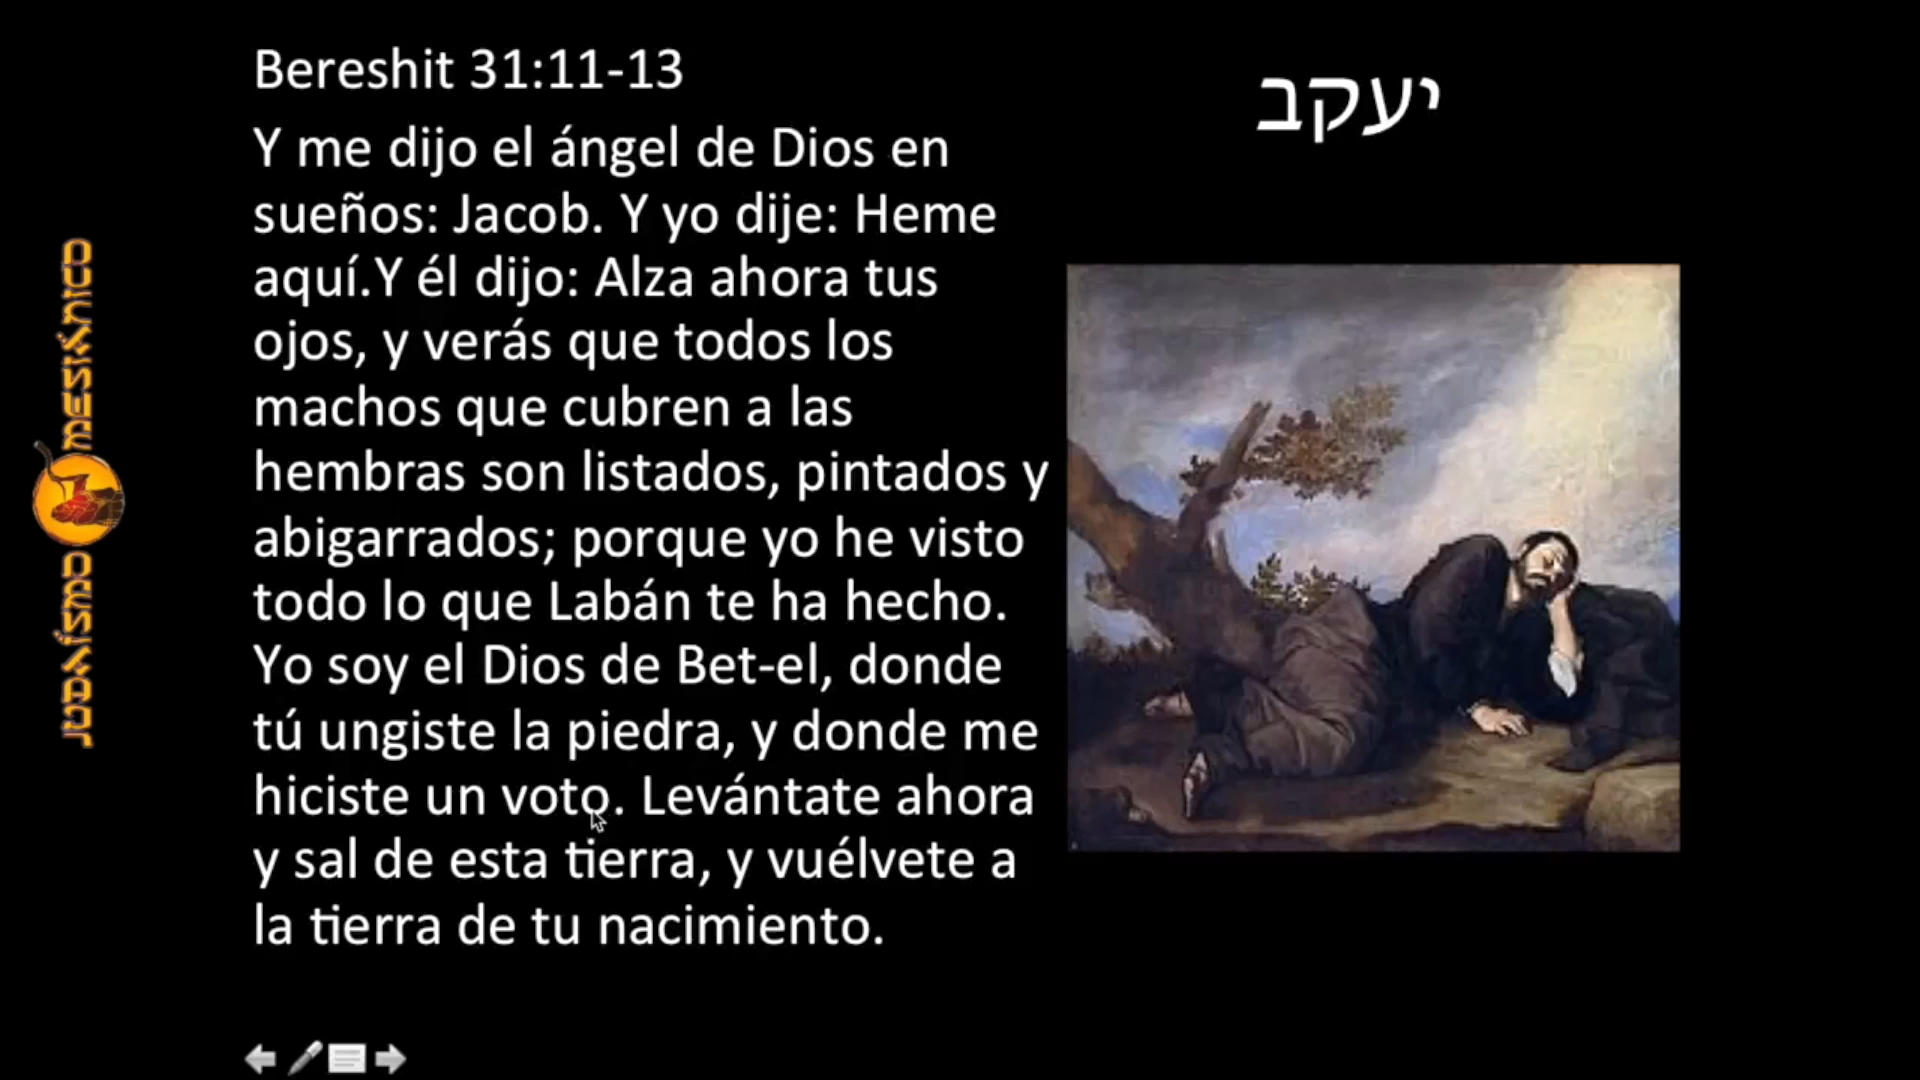 Bereshit 31:11-13
Y me dijo el ángel de Dios en
sueños: Jacob. Y yo dije: Heme
aquí.Y él dijo: Alza ahora tus
ojos, y verás que todos los
machos que cubren a las
hembras son listados, pintados y
abigarrados; porque yo he visto
todo lo que Labán te ha hecho.
Yo soy el Dios de Bet-el, donde
tú ungiste la piedra, y donde me
hiciste un voto. Levántate ahora
y sal de esta tierra, y vuélvete a
la tierra de tu nacimiento.
יעקב
JUDAÍSMO MESIÁNICO